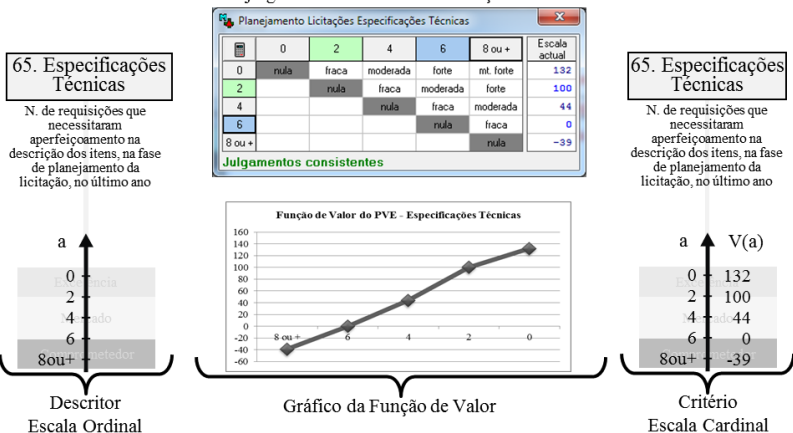 Planejamento Licitações Especificações Técnicas
0 2 4 6 8 ou + Escala actual
0 nula fraca moderada forte mt. forte 132
2 nula fraca moderada forte 100
4 nula fraca moderada 44
6 nula fraca 0
8 ou + nula -39
Julgamentos consistentes
65. Especificações
Técnicas
N. de requisições que
necessitaram
aperfeiçoamento na
descrição dos itens, na fase
de planejamento da
licitação, no último ano
a
0
2
4
6
8ou+
Descritor
Escala Ordinal
Função de Valor do PVE - Especificações Técnicas
160
140
120
100
80
60
40
20
0
-20
-40
-60
8 ou + 6 4 2 0
Gráfico da Função de Valor
65. Especificações
Técnicas
N. de requisições que
necessitaram
aperfeiçoamento na
descrição dos itens, na fase
de planejamento da
licitação, no último ano
a V(a)
0 132
2 100
4 44
6 0
8ou+ -39
Critério
Escala Cardinal